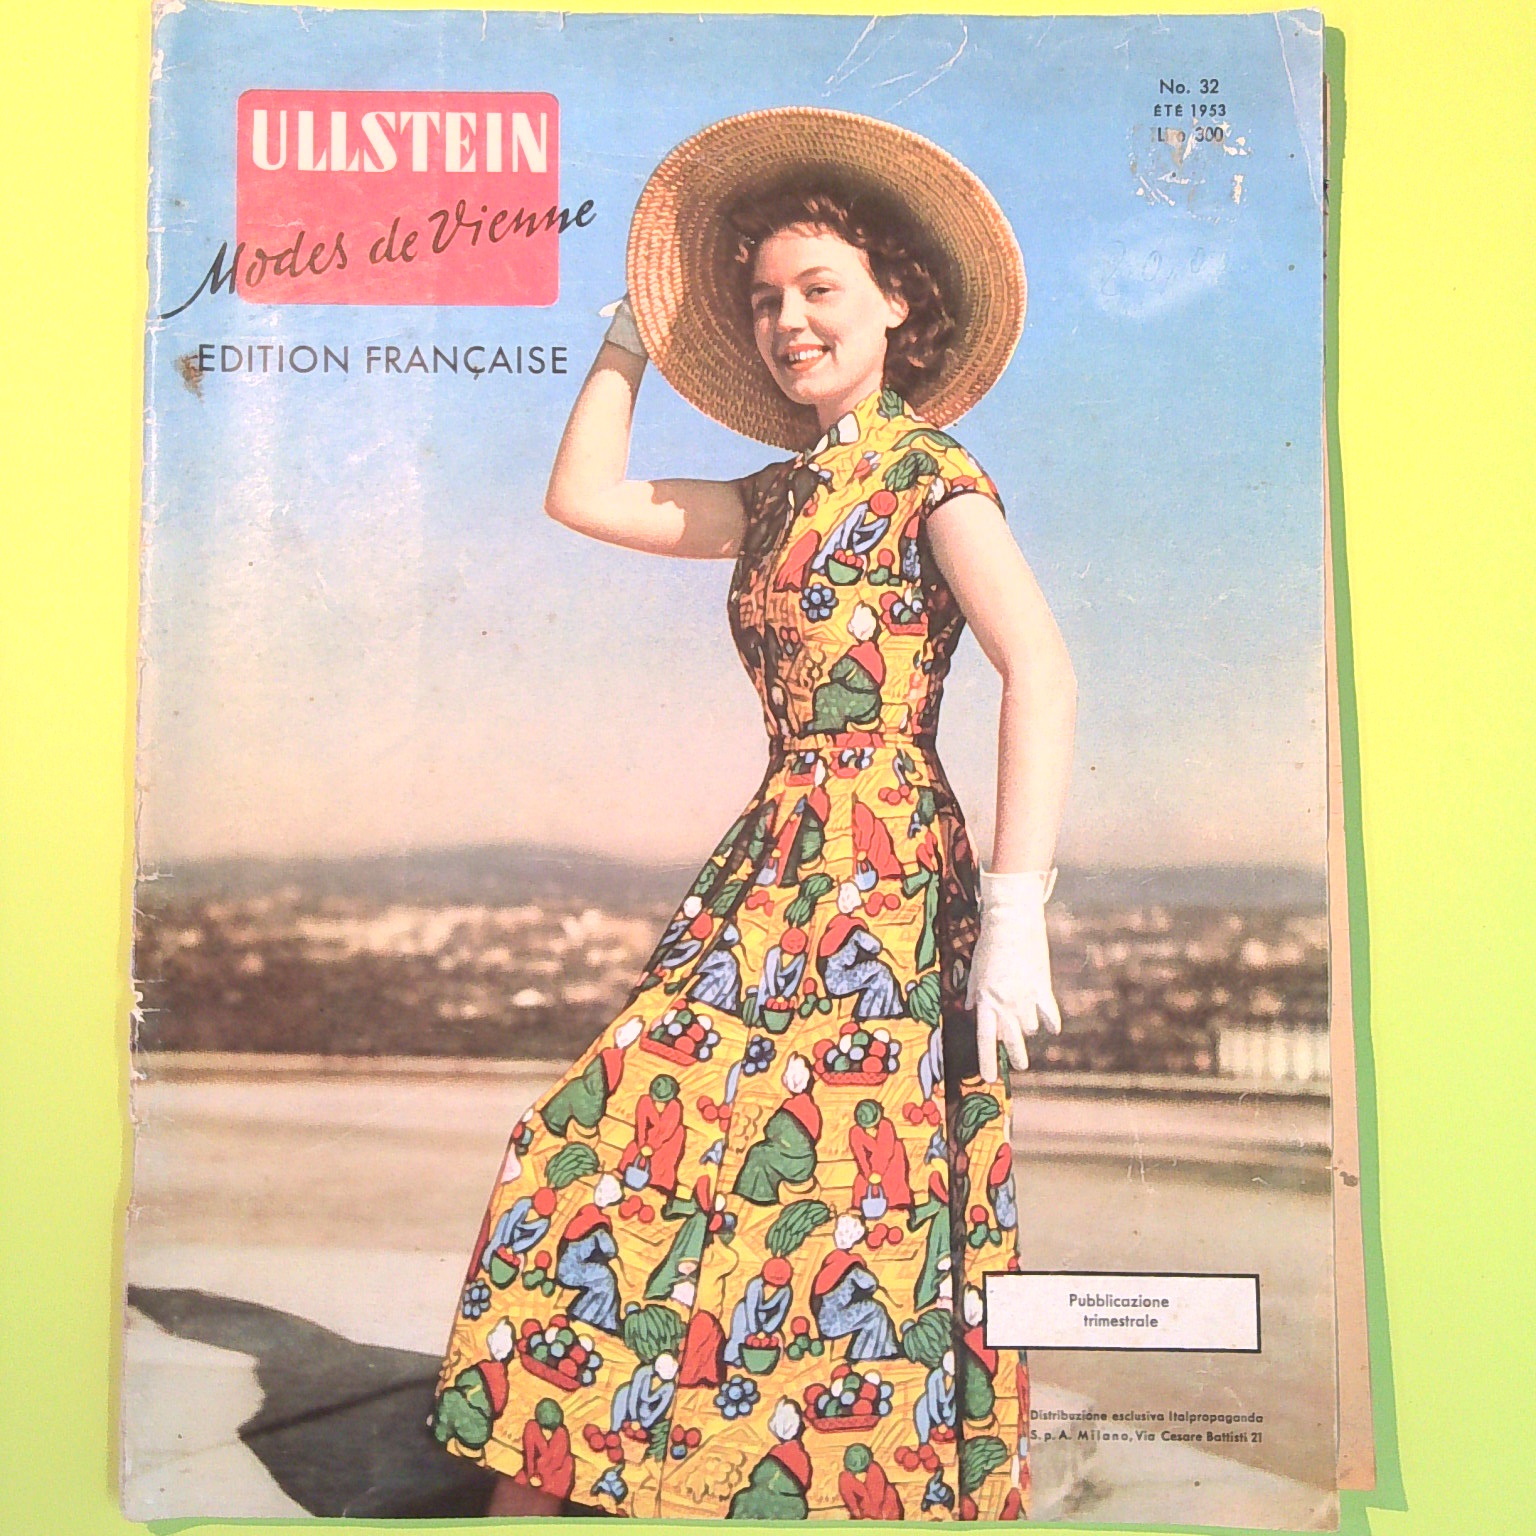 ULLSTEIN
Modes de Vienne
EDITION FRANÇAISE
No. 32
ÉTÉ 1953
300
Pubblicazione
trimestrale
Distribuzione esclusiva Italpropaganda
S. p. A. Milano, Via Cesare Battisti 21